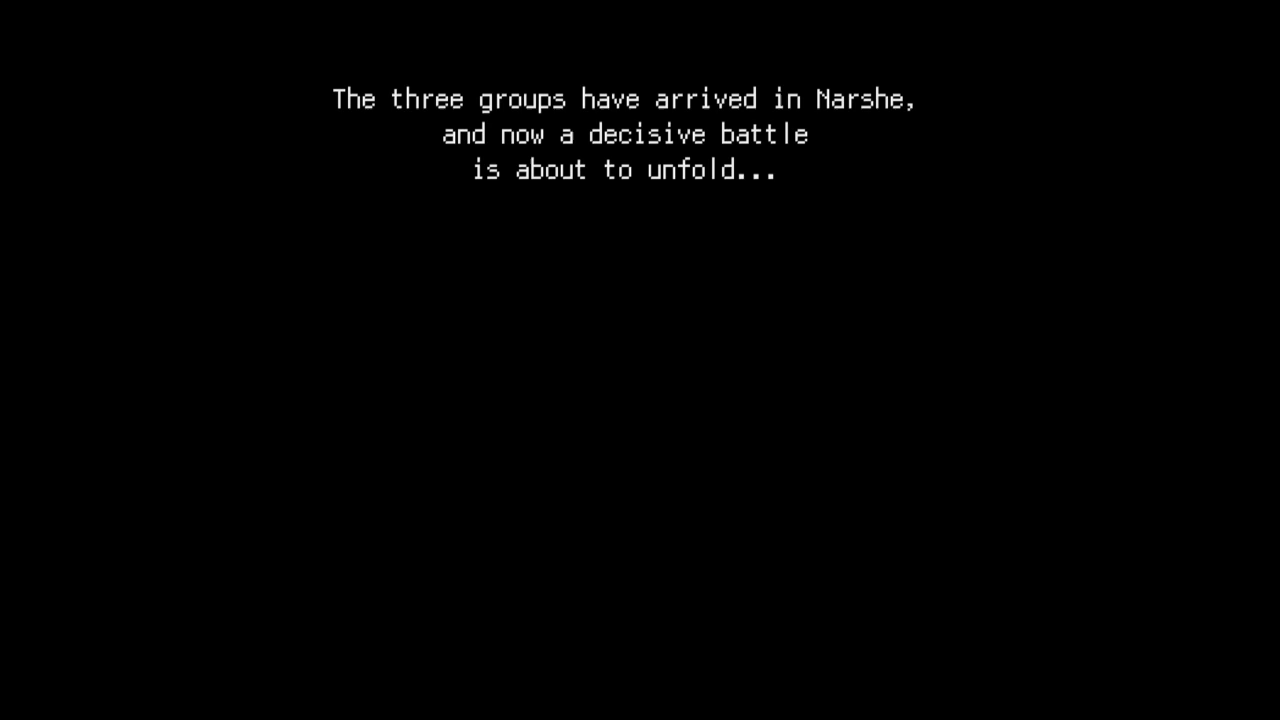 The three groups have arrived in Narshe,
and now a decisive battle
is about to unfold...